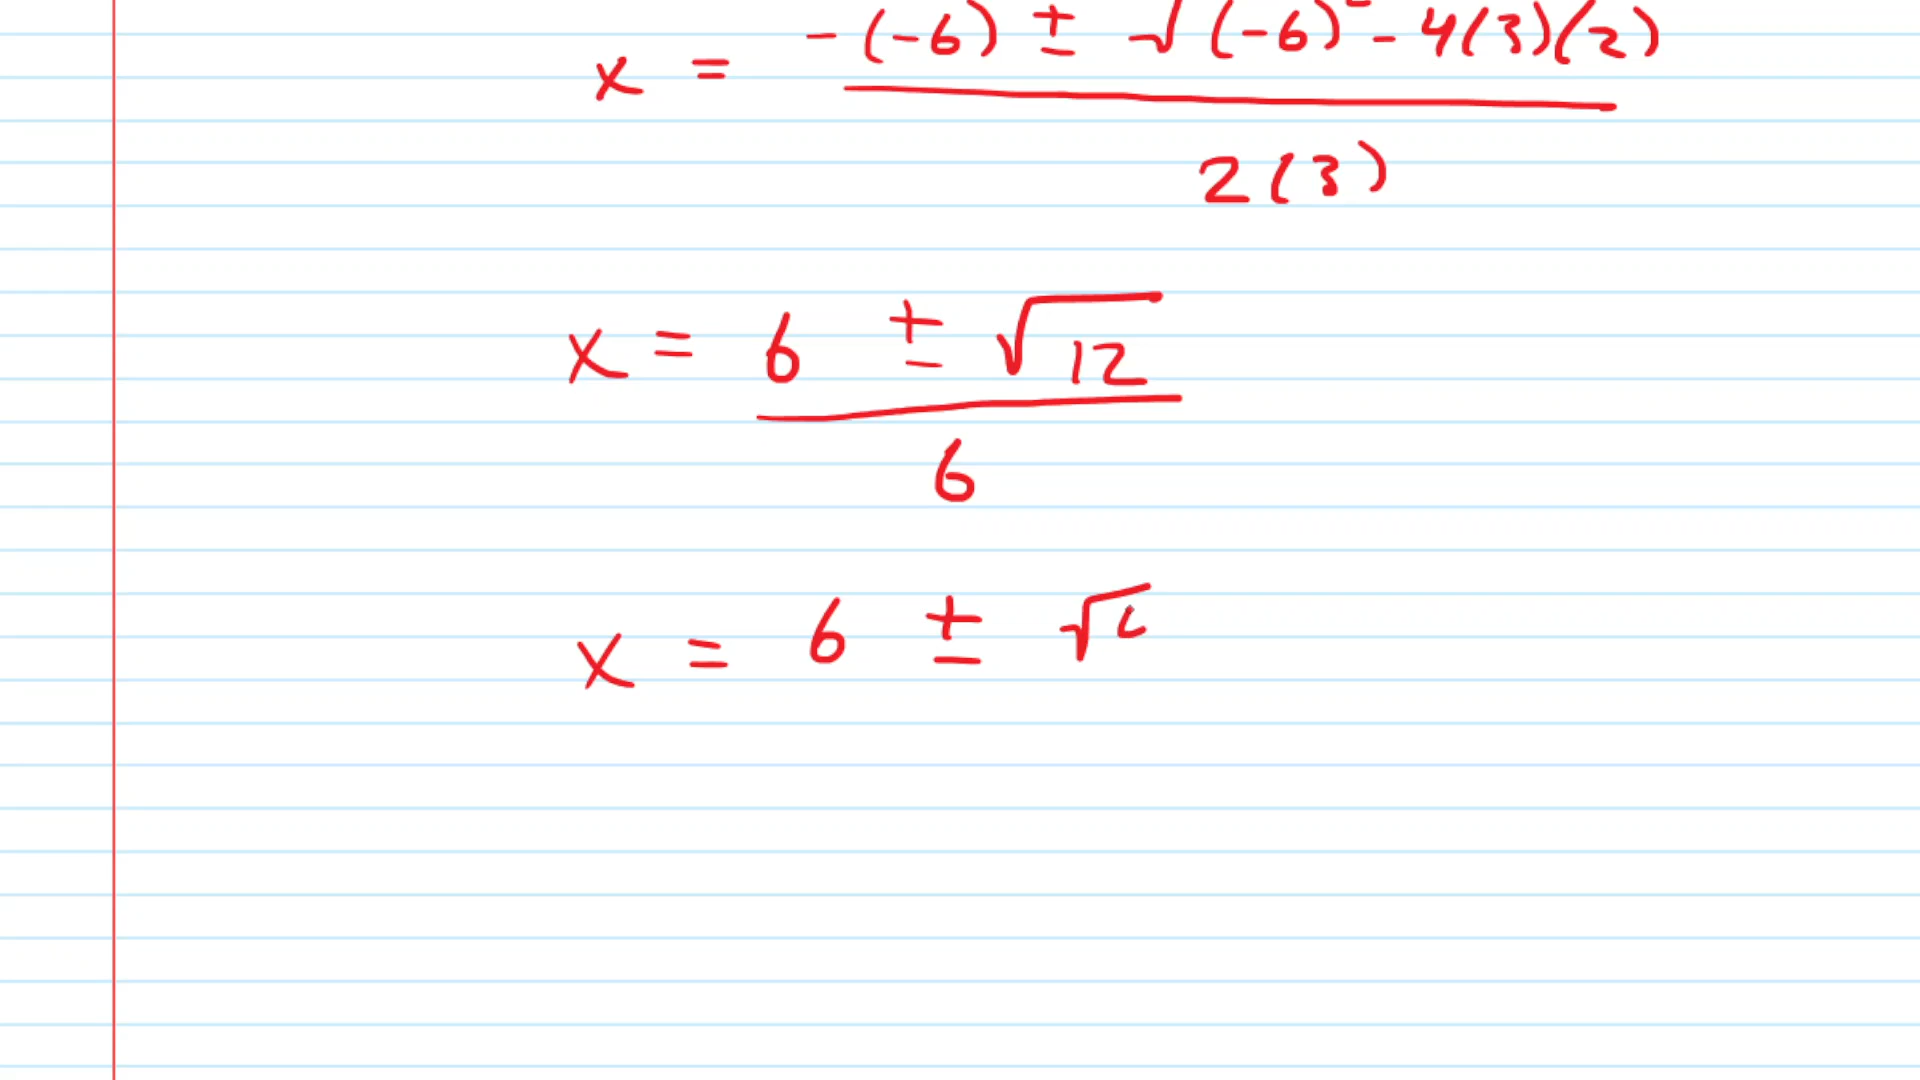 x = -(-6) ± √(-6)² - 4(3)(2)
2(3)
x = 6 ± √12
6
x = 6 ± √